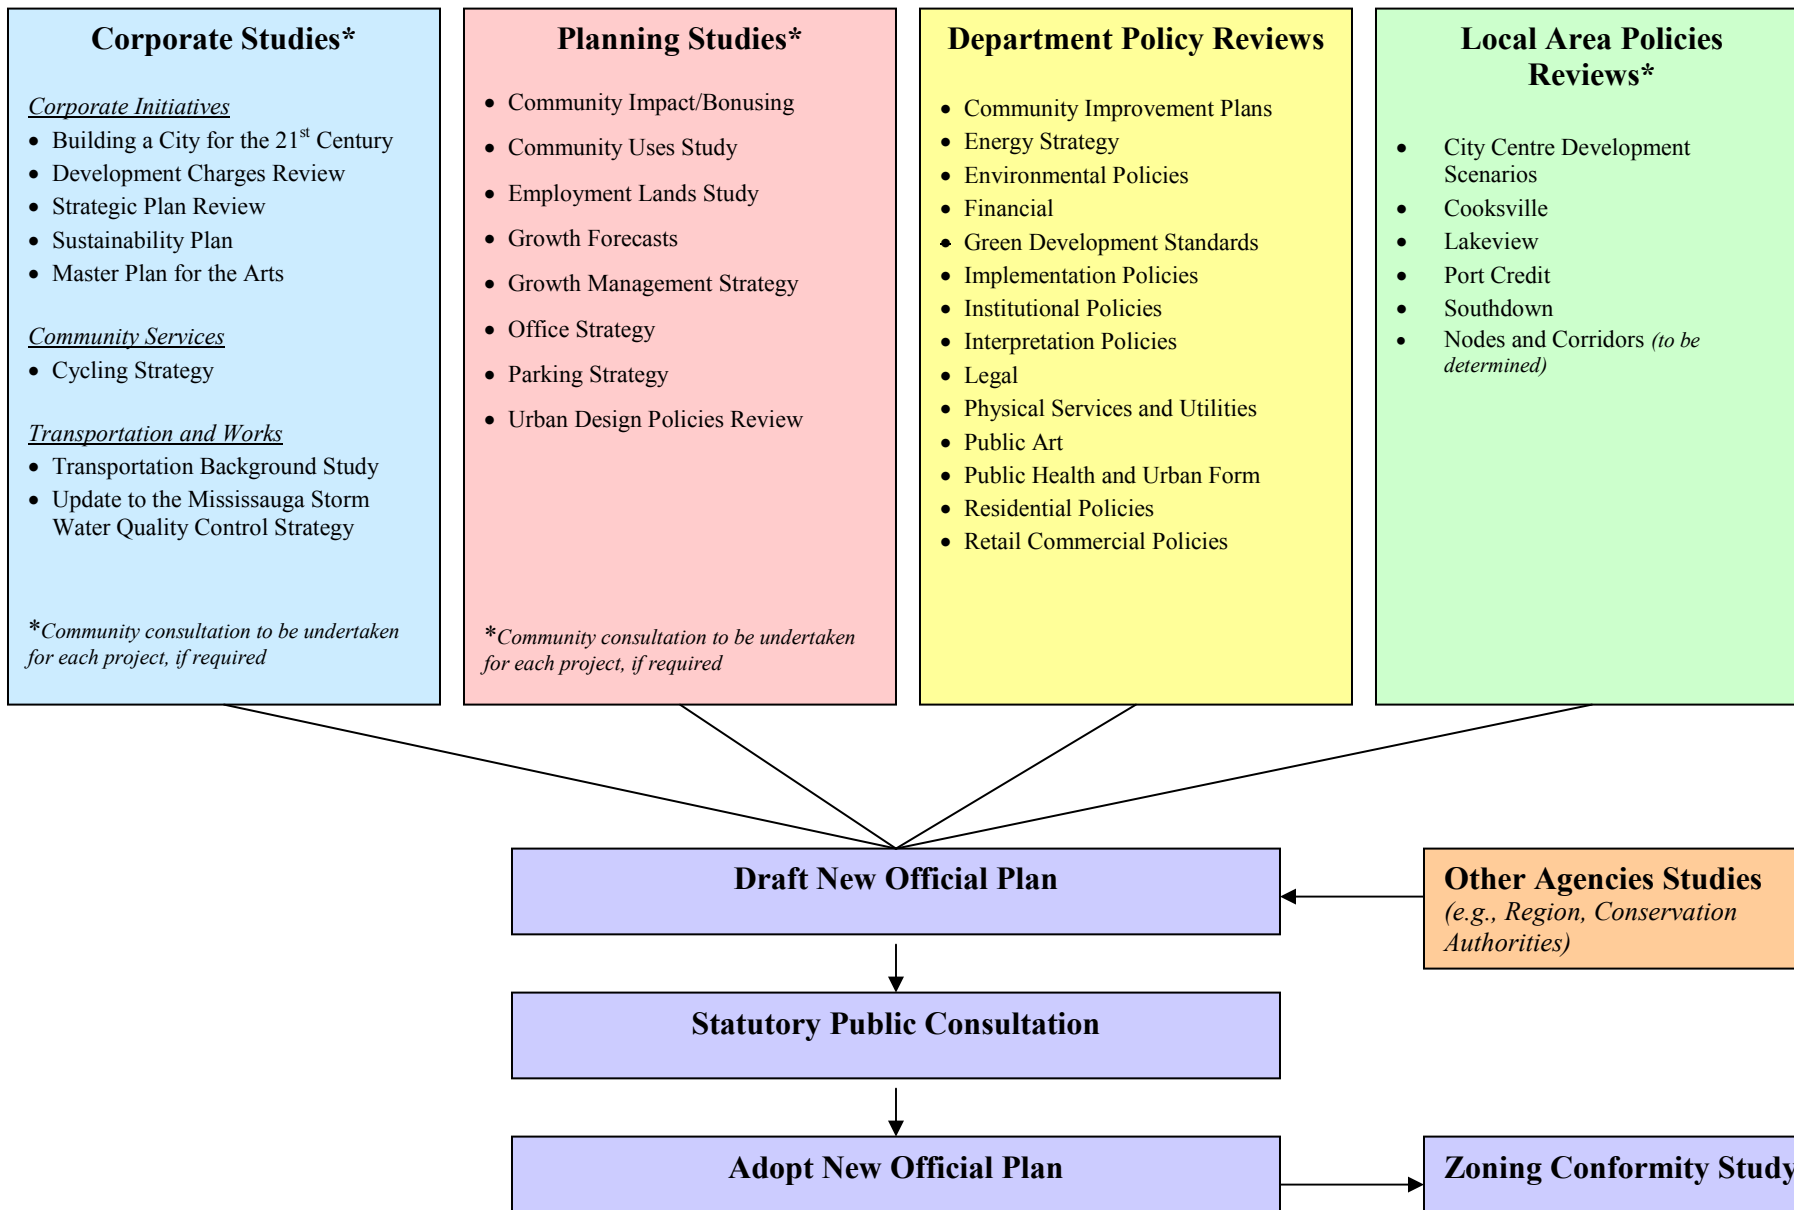 Corporate Studies*
Corporate Initiatives
• Building a City for the 21st Century
• Development Charges Review
• Strategic Plan Review
• Sustainability Plan
• Master Plan for the Arts
Community Services
• Cycling Strategy
Transportation and Works
• Transportation Background Study
• Update to the Mississauga Storm
Water Quality Control Strategy
*Community consultation to be undertaken
for each project, if required
Planning Studies*
• Community Impact/Bonusing
• Community Uses Study
• Employment Lands Study
• Growth Forecasts
• Growth Management Strategy
• Office Strategy
• Parking Strategy
• Urban Design Policies Review
*Community consultation to be undertaken
for each project, if required
Department Policy Reviews
• Community Improvement Plans
• Energy Strategy
• Environmental Policies
• Financial
• Green Development Standards
• Implementation Policies
• Institutional Policies
• Interpretation Policies
• Legal
• Physical Services and Utilities
• Public Art
• Public Health and Urban Form
• Residential Policies
• Retail Commercial Policies
Local Area Policies
Reviews*
• City Centre Development
Scenarios
• Cooksville
• Lakeview
• Port Credit
• Southdown
• Nodes and Corridors (to be
determined)
Draft New Official Plan
Other Agencies Studies
(e.g., Region, Conservation
Authorities)
Statutory Public Consultation
Adopt New Official Plan
Zoning Conformity Study